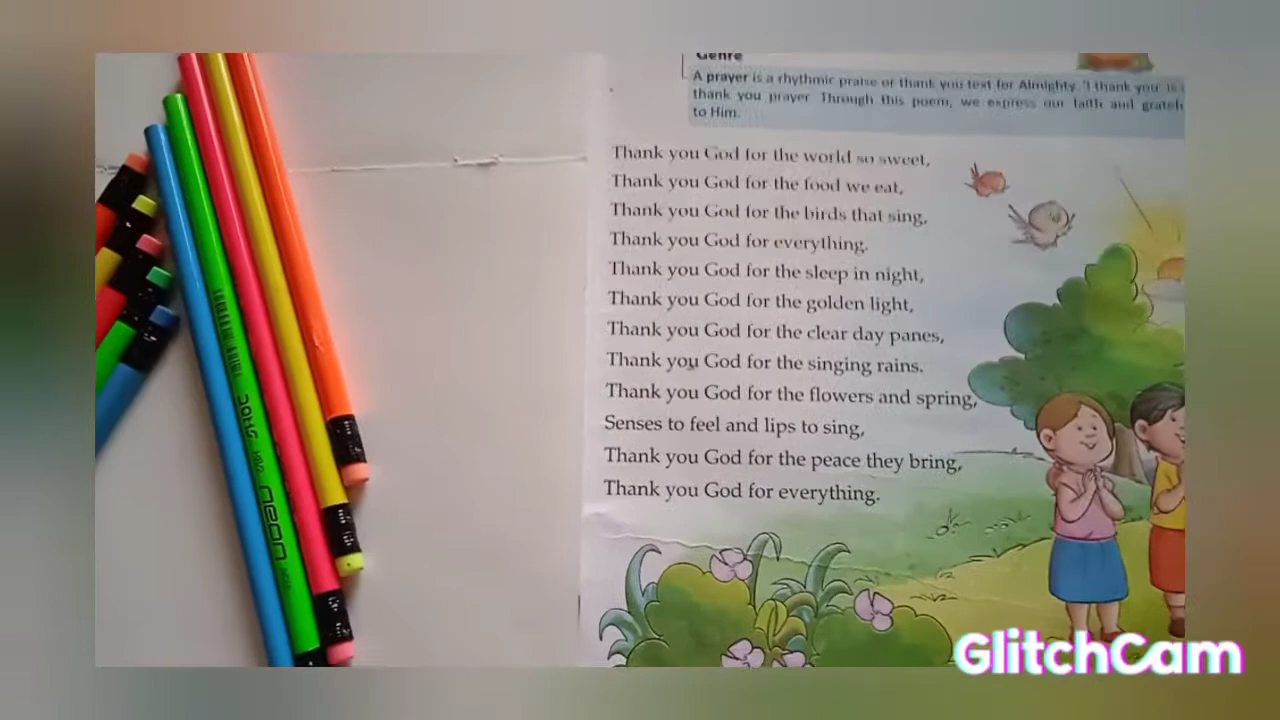 Genre
A prayer is a rhythmic praise or thank you text for Almighty. 'I thank you' is
thank you prayer. Through this poem, we express our faith and
to Him.
Thank you God for the world so sweet,
Thank you God for the food we eat,
Thank you God for the birds that sing,
Thank you God for everything.
Thank you God for the sleep in night,
Thank you God for the golden light,
Thank you God for the clear day panes,
Thank you God for the singing rains.
Thank you God for the flowers and spring,
Senses to feel and lips to sing,
Thank you God for the peace they bring,
Thank you God for everything.
neon
GlitchCam